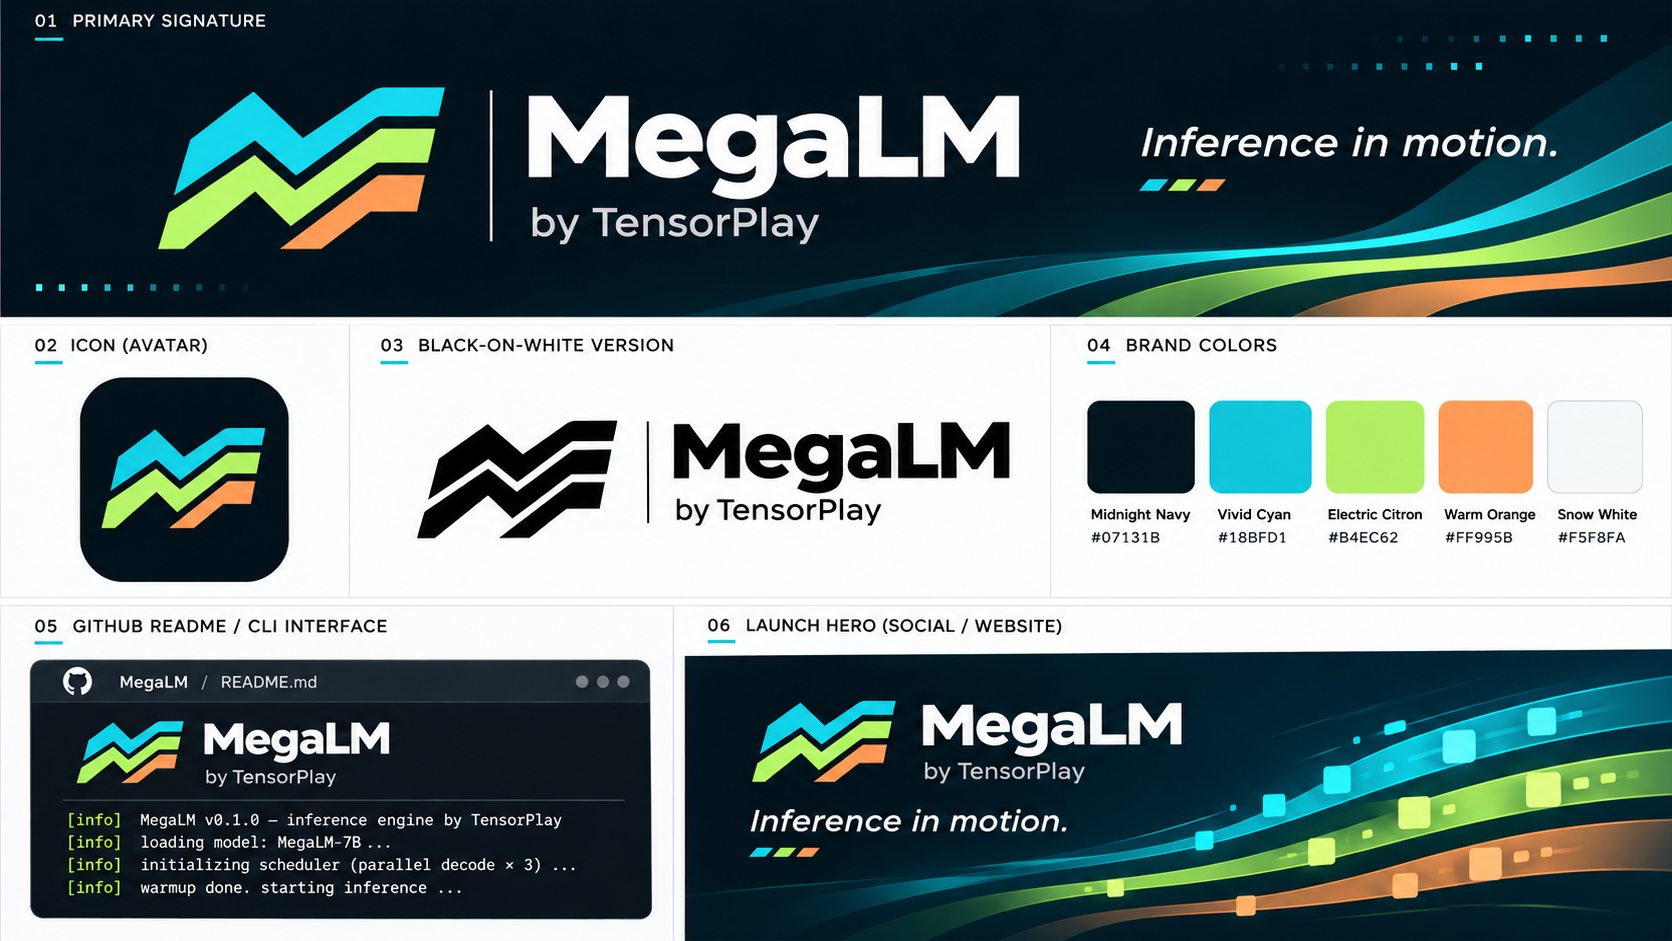 01 PRIMARY SIGNATURE
MegaLM
by TensorPlay
Inference in motion.
02 ICON (AVATAR)
03 BLACK-ON-WHITE VERSION
MegaLM
by TensorPlay
04 BRAND COLORS
Midnight Navy
#07131B
Vivid Cyan
#18BFD1
Electric Citron
#B4EC62
Warm Orange
#FF995B
Snow White
#F5F8FA
05 GITHUB README / CLI INTERFACE
MegaLM / README.md
MegaLM
by TensorPlay
[info] MegaLM v0.1.0 – inference engine by TensorPlay
[info] loading model: MegaLM-7B ...
[info] initializing scheduler (parallel decode × 3) ...
[info] warmup done. starting inference ...
06 LAUNCH HERO (SOCIAL / WEBSITE)
MegaLM
by TensorPlay
Inference in motion.